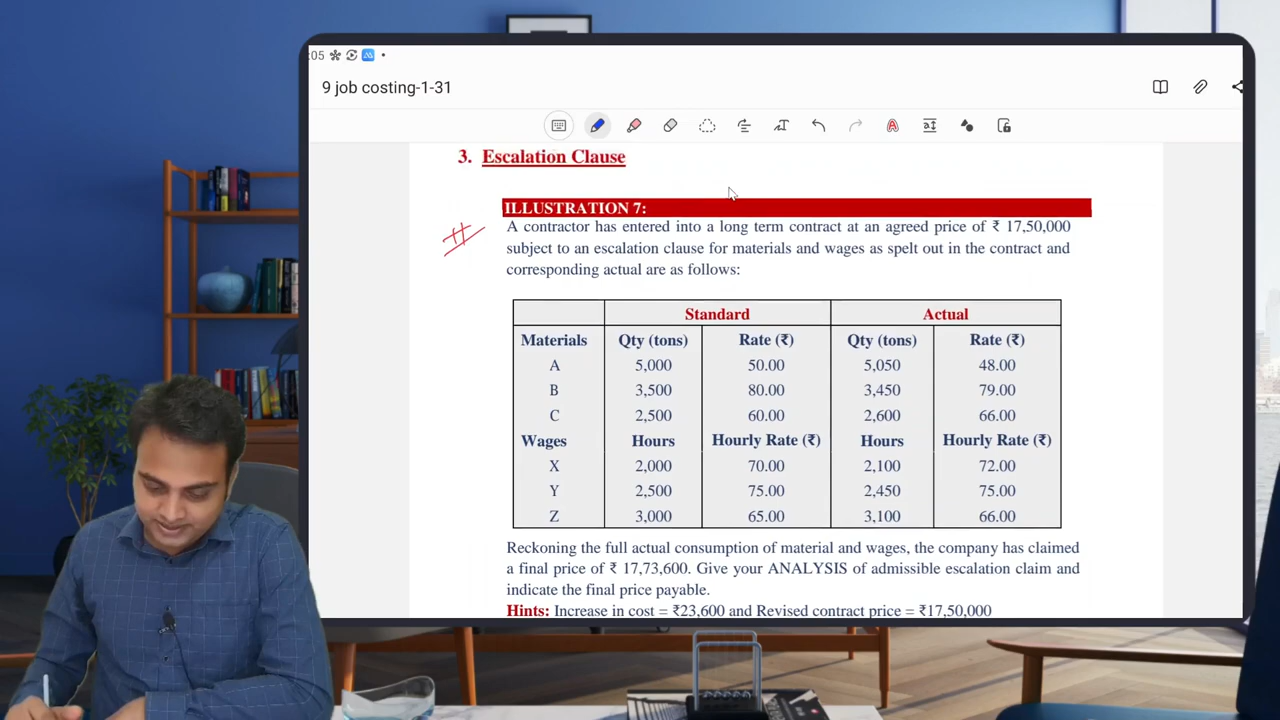 :05
9 job costing-1-31
3. Escalation Clause
ILLUSTRATION 7:
A contractor has entered into a long term contract at an agreed price of ₹ 17,50,000
subject to an escalation clause for materials and wages as spelt out in the contract and
corresponding actual are as follows:
Standard Actual
Materials Qty (tons) Rate (₹) Qty (tons) Rate (₹)
A 5,000 50.00 5,050 48.00
B 3,500 80.00 3,450 79.00
C 2,500 60.00 2,600 66.00
Wages Hours Hourly Rate (₹) Hours Hourly Rate (₹)
X 2,000 70.00 2,100 72.00
Y 2,500 75.00 2,450 75.00
Z 3,000 65.00 3,100 66.00
Reckoning the full actual consumption of material and wages, the company has claimed
a final price of ₹ 17,73,600. Give your ANALYSIS of admissible escalation claim and
indicate the final price payable.
Hints: Increase in cost = ₹23,600 and Revised contract price = ₹17,50,000